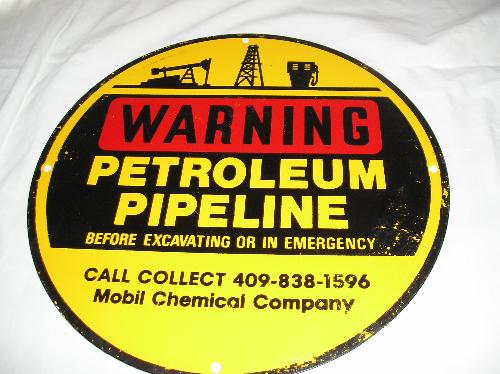 WARNING
PETROLEUM
PIPELINE
BEFORE EXCAVATING OR IN EMERGENCY
CALL COLLECT 409-838-1596
Mobil Chemical Company